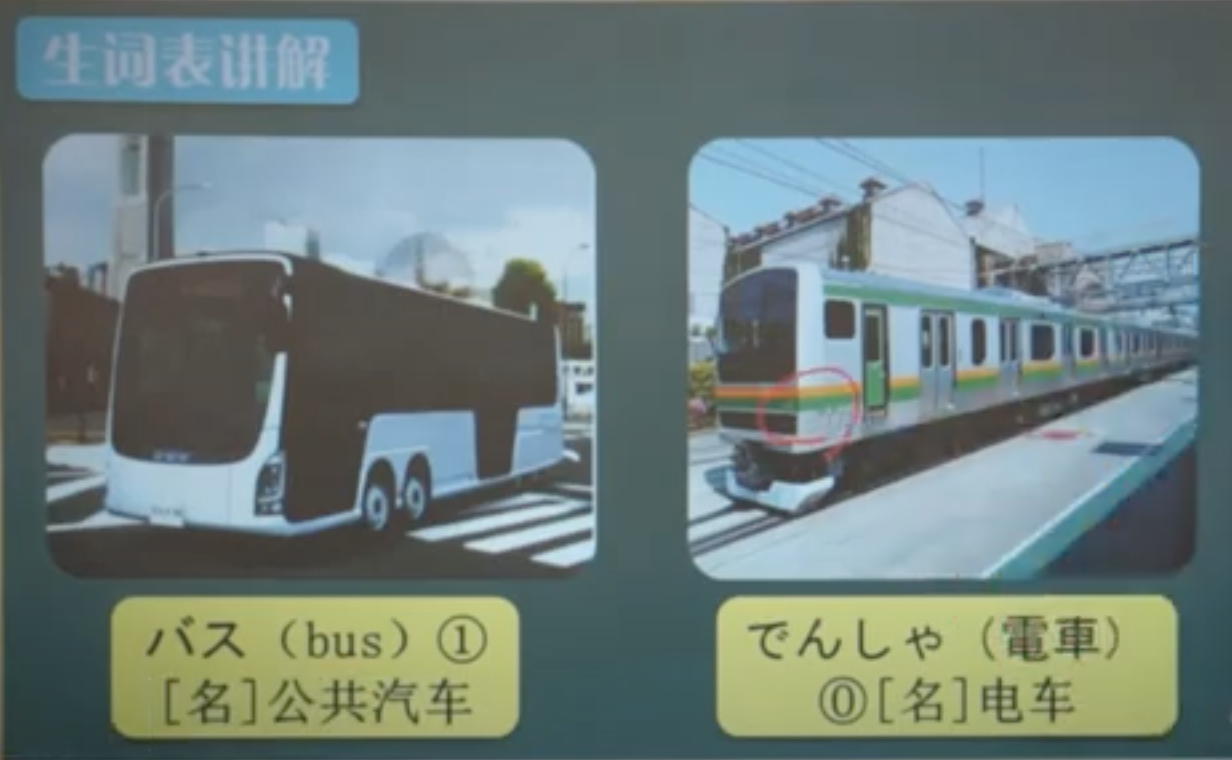 生词表讲解
バス（bus）①
[名]公共汽车
でんしゃ（電車）
⓪[名]电车